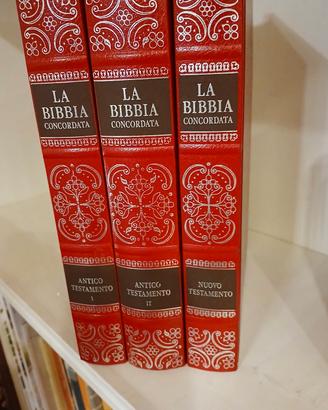 LA
BIBBIA
CONCORDATA
ANTICO
TESTAMENTO
I
LA
BIBBIA
CONCORDATA
ANTICO
TESTAMENTO
II
LA
BIBBIA
CONCORDATA
NUOVO
TESTAMENTO